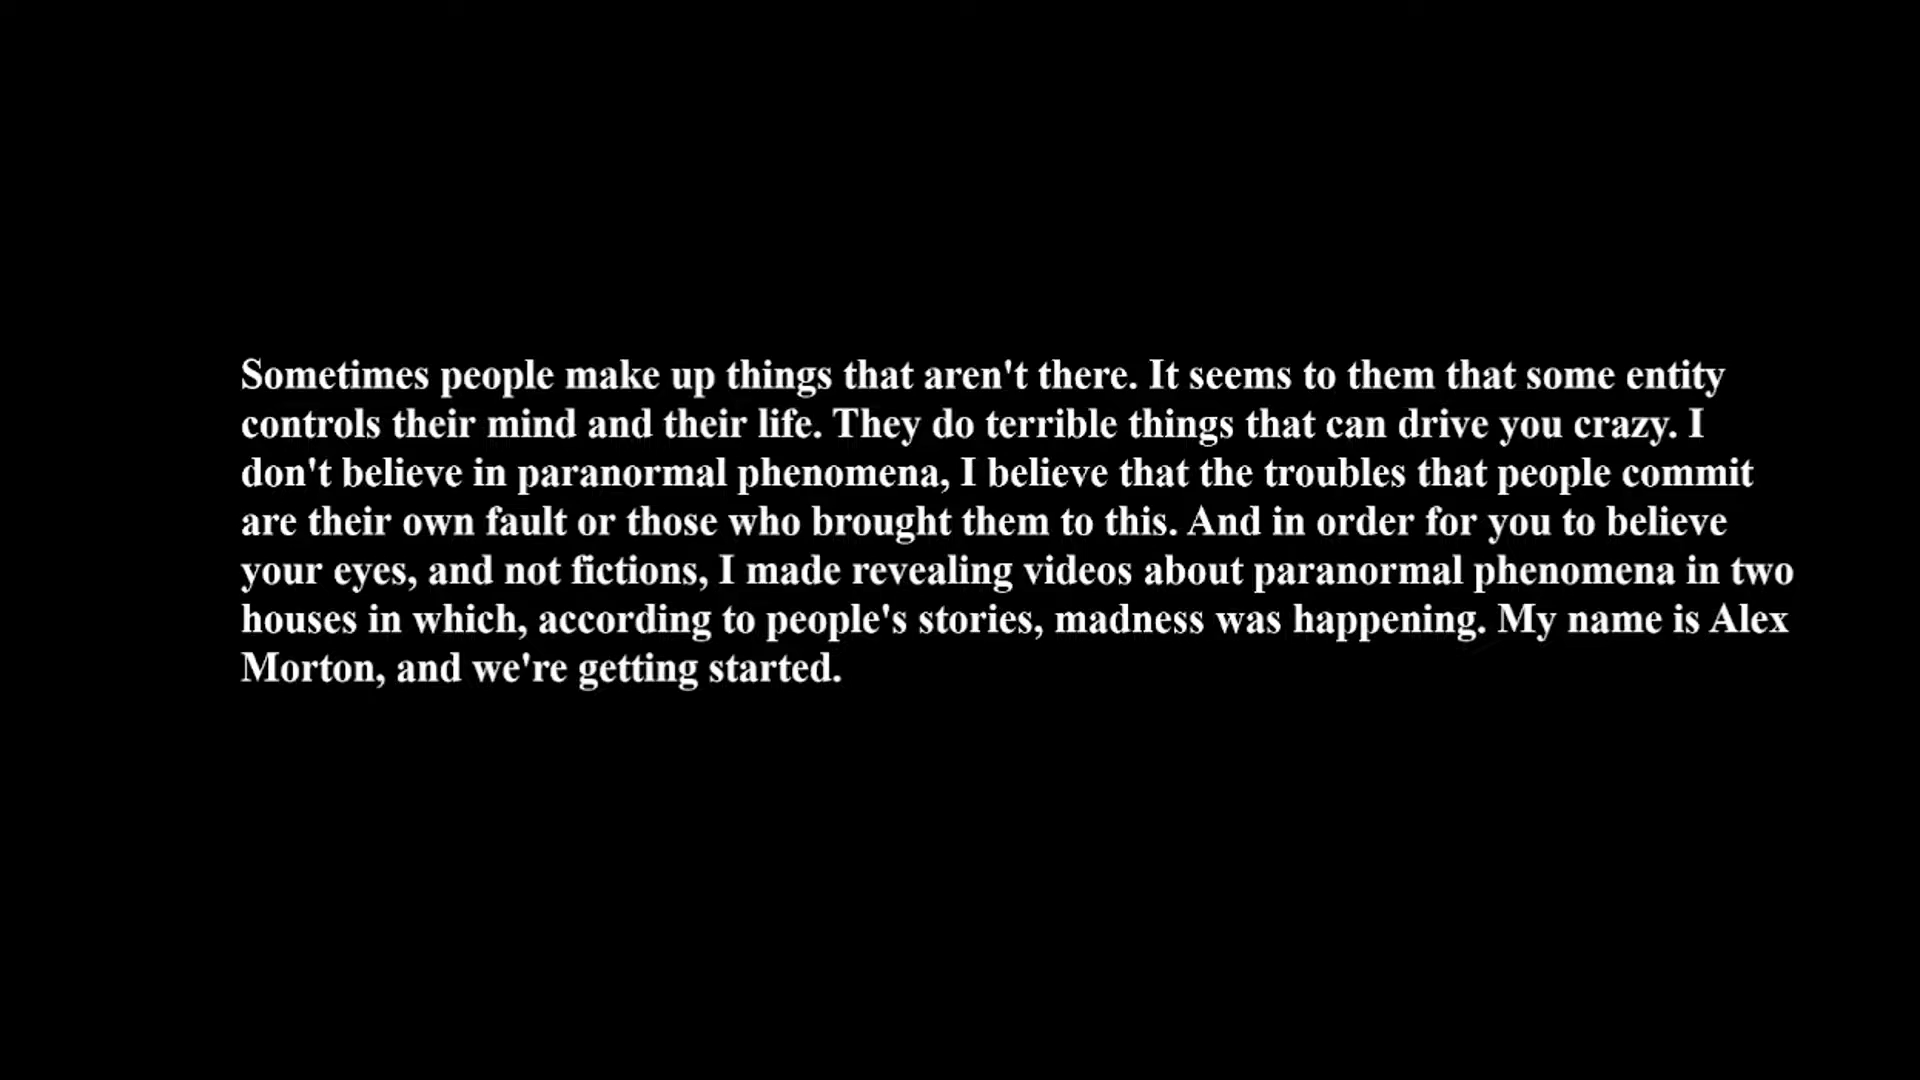 Sometimes people make up things that aren't there. It seems to them that some entity
controls their mind and their life. They do terrible things that can drive you crazy. I
don't believe in paranormal phenomena, I believe that the troubles that people commit
are their own fault or those who brought them to this. And in order for you to believe
your eyes, and not fictions, I made revealing videos about paranormal phenomena in two
houses in which, according to people's stories, madness was happening. My name is Alex
Morton, and we're getting started.